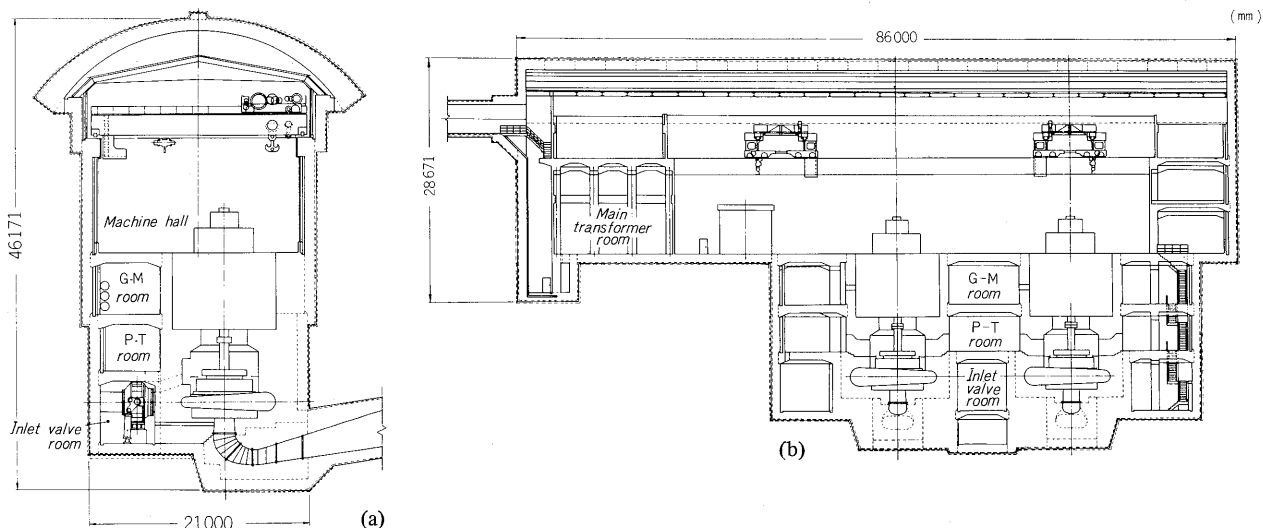 (mm)
86000
46171
28671
Machine hall
G-M
room
P-T
room
Inlet valve
room
21000
(a)
Main
transformer
room
G-M
room
P-T
room
Inlet
valve
room
(b)